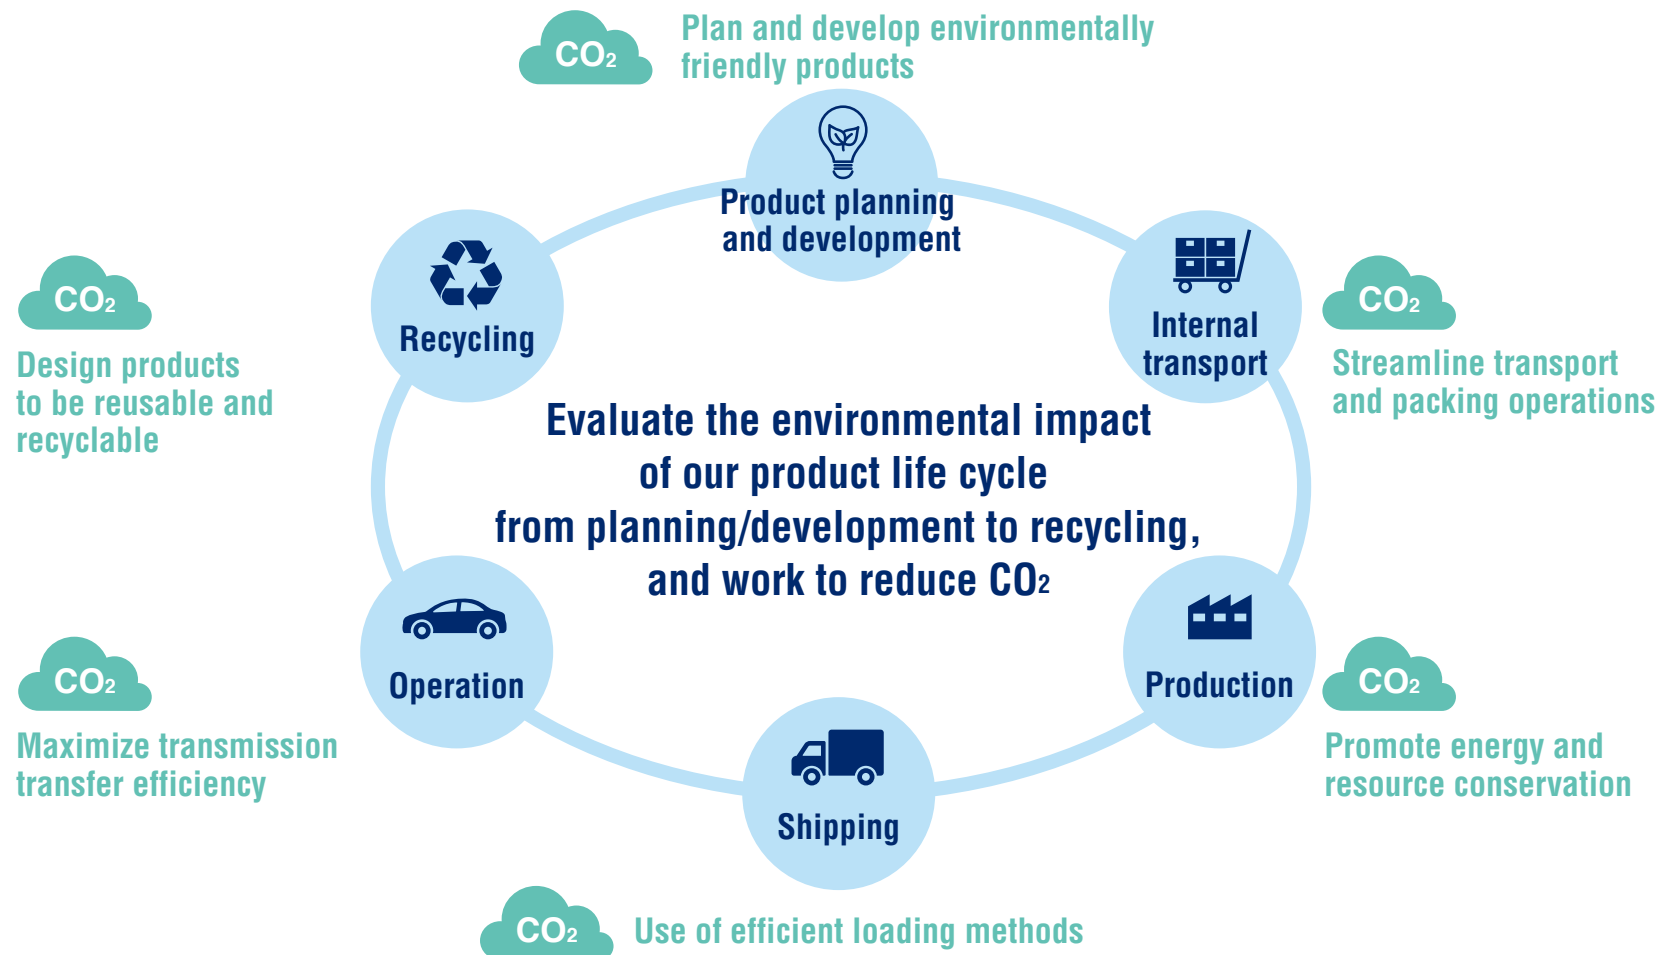 CO₂
Plan and develop environmentally
friendly products
Product planning
and development
Recycling
Internal
transport
CO₂
Design products
to be reusable and
recyclable
CO₂
Streamline transport
and packing operations
Evaluate the environmental impact
of our product life cycle
from planning/development to recycling,
and work to reduce CO₂
Operation
Production
CO₂
Maximize transmission
transfer efficiency
CO₂
Promote energy and
resource conservation
Shipping
CO₂
Use of efficient loading methods